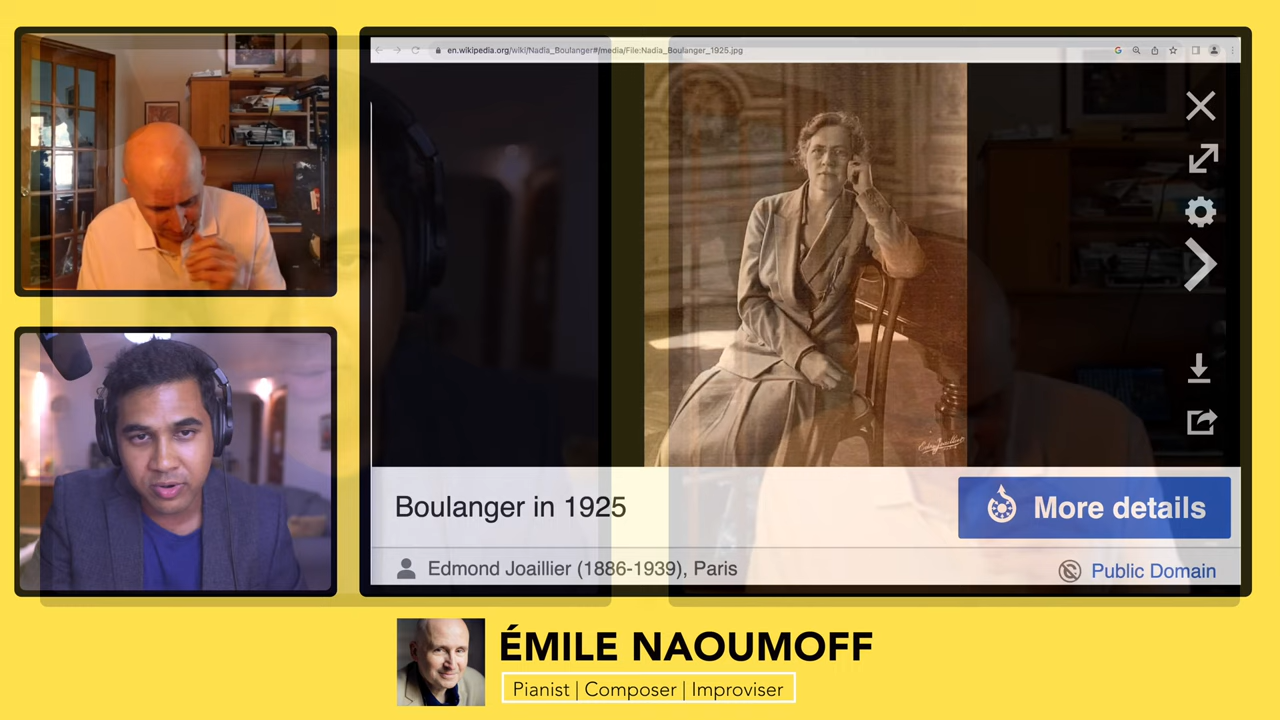 en.wikipedia.org/wiki/Nadia_Boulanger#/media/File:Nadia_Boulanger_1925.jpg
Boulanger in 1925
More details
Edmond Joaillier (1886-1939), Paris
Public Domain
ÉMILE NAOUMOFF
Pianist | Composer | Improviser